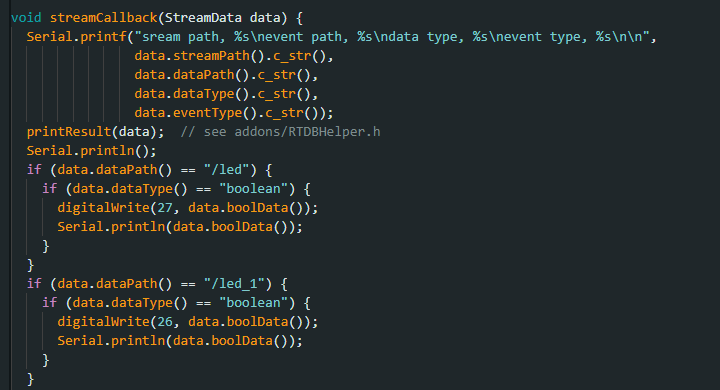 void streamCallback(StreamData data) {
  Serial.printf("sream path, %s\nevent path, %s\ndata type, %s\nevent type, %s\n\n",
                data.streamPath().c_str(),
                data.dataPath().c_str(),
                data.dataType().c_str(),
                data.eventType().c_str());
  printResult(data);  // see addons/RTDBHelper.h
  Serial.println();
  if (data.dataPath() == "/led") {
    if (data.dataType() == "boolean") {
      digitalWrite(27, data.boolData());
      Serial.println(data.boolData());
    }
  }
  if (data.dataPath() == "/led_1") {
    if (data.dataType() == "boolean") {
      digitalWrite(26, data.boolData());
      Serial.println(data.boolData());
    }
  }